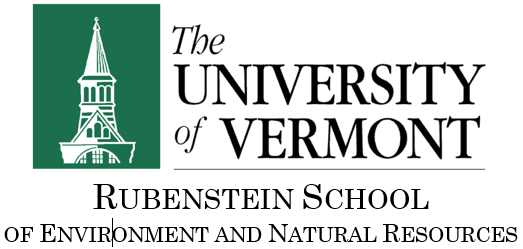 The
UNIVERSITY
of VERMONT
RUBENSTEIN SCHOOL
OF ENVIRONMENT AND NATURAL RESOURCES